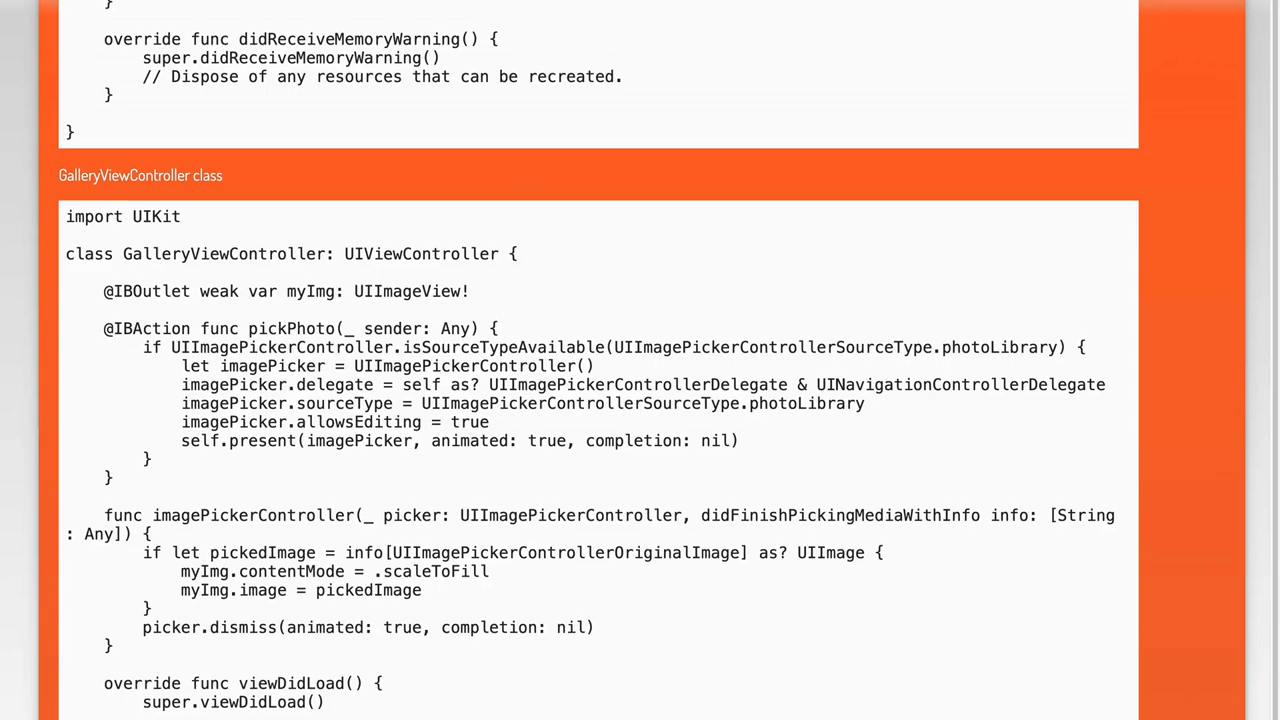 }
override func didReceiveMemoryWarning() {
super.didReceiveMemoryWarning()
// Dispose of any resources that can be recreated.
}
}
GalleryViewController class
import UIKit
class GalleryViewController: UIViewController {
@IBOutlet weak var myImg: UIImageView!
@IBAction func pickPhoto(_ sender: Any) {
if UIImagePickerController.isSourceTypeAvailable(UIImagePickerControllerSourceType.photoLibrary) {
let imagePicker = UIImagePickerController()
imagePicker.delegate = self as? UIImagePickerControllerDelegate & UINavigationControllerDelegate
imagePicker.sourceType = UIImagePickerControllerSourceType.photoLibrary
imagePicker.allowsEditing = true
self.present(imagePicker, animated: true, completion: nil)
}
}
func imagePickerController(_ picker: UIImagePickerController, didFinishPickingMediaWithInfo info: [String
: Any]) {
if let pickedImage = info[UIImagePickerControllerOriginalImage] as? UIImage {
myImg.contentMode = .scaleToFill
myImg.image = pickedImage
}
picker.dismiss(animated: true, completion: nil)
}
override func viewDidLoad() {
super.viewDidLoad()